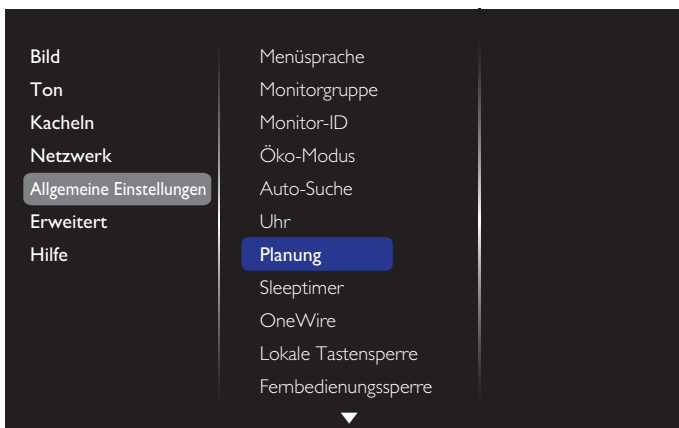 Bild
Ton
Kacheln
Netzwerk
Allgemeine Einstellungen
Erweitert
Hilfe
Menüsprache
Monitorgruppe
Monitor-ID
Öko-Modus
Auto-Suche
Uhr
Planung
Sleeptimer
OneWire
Lokale Tastensperre
Fernbedienungssperre